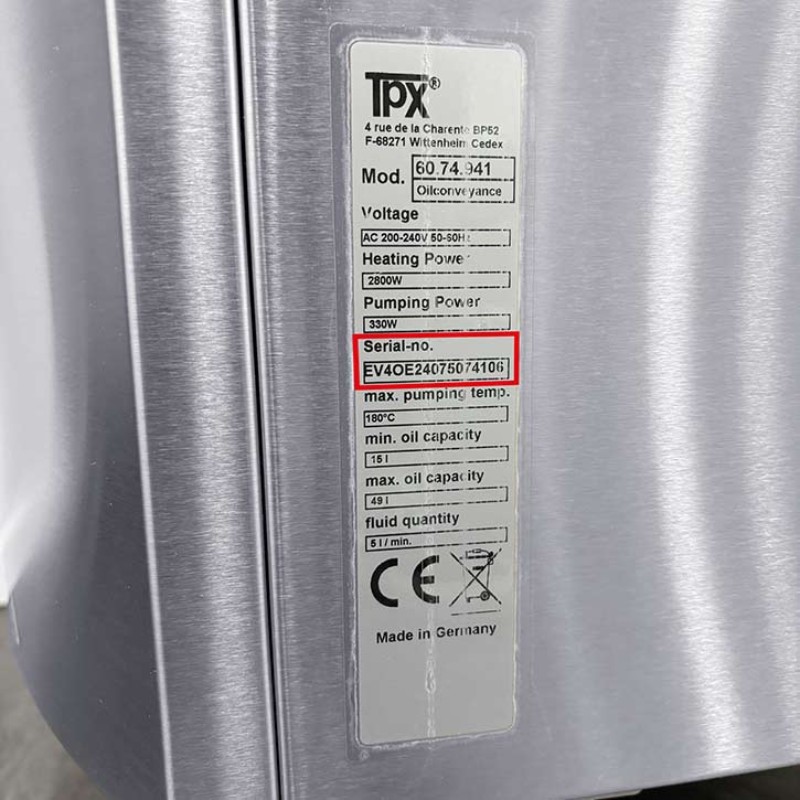 TPX®
4 rue de la Charente BP52
F-68271 Wittenheim Cedex
Mod. 60.74.941
Oilconveyance
Voltage
AC 200-240V 50-60Hz
Heating Power
2800W
Pumping Power
330W
Serial-no.
EV4OE24075074106
max. pumping temp.
180°C
min. oil capacity
15 l
max. oil capacity
49 l
fluid quantity
5 l / min.
CE
Made in Germany